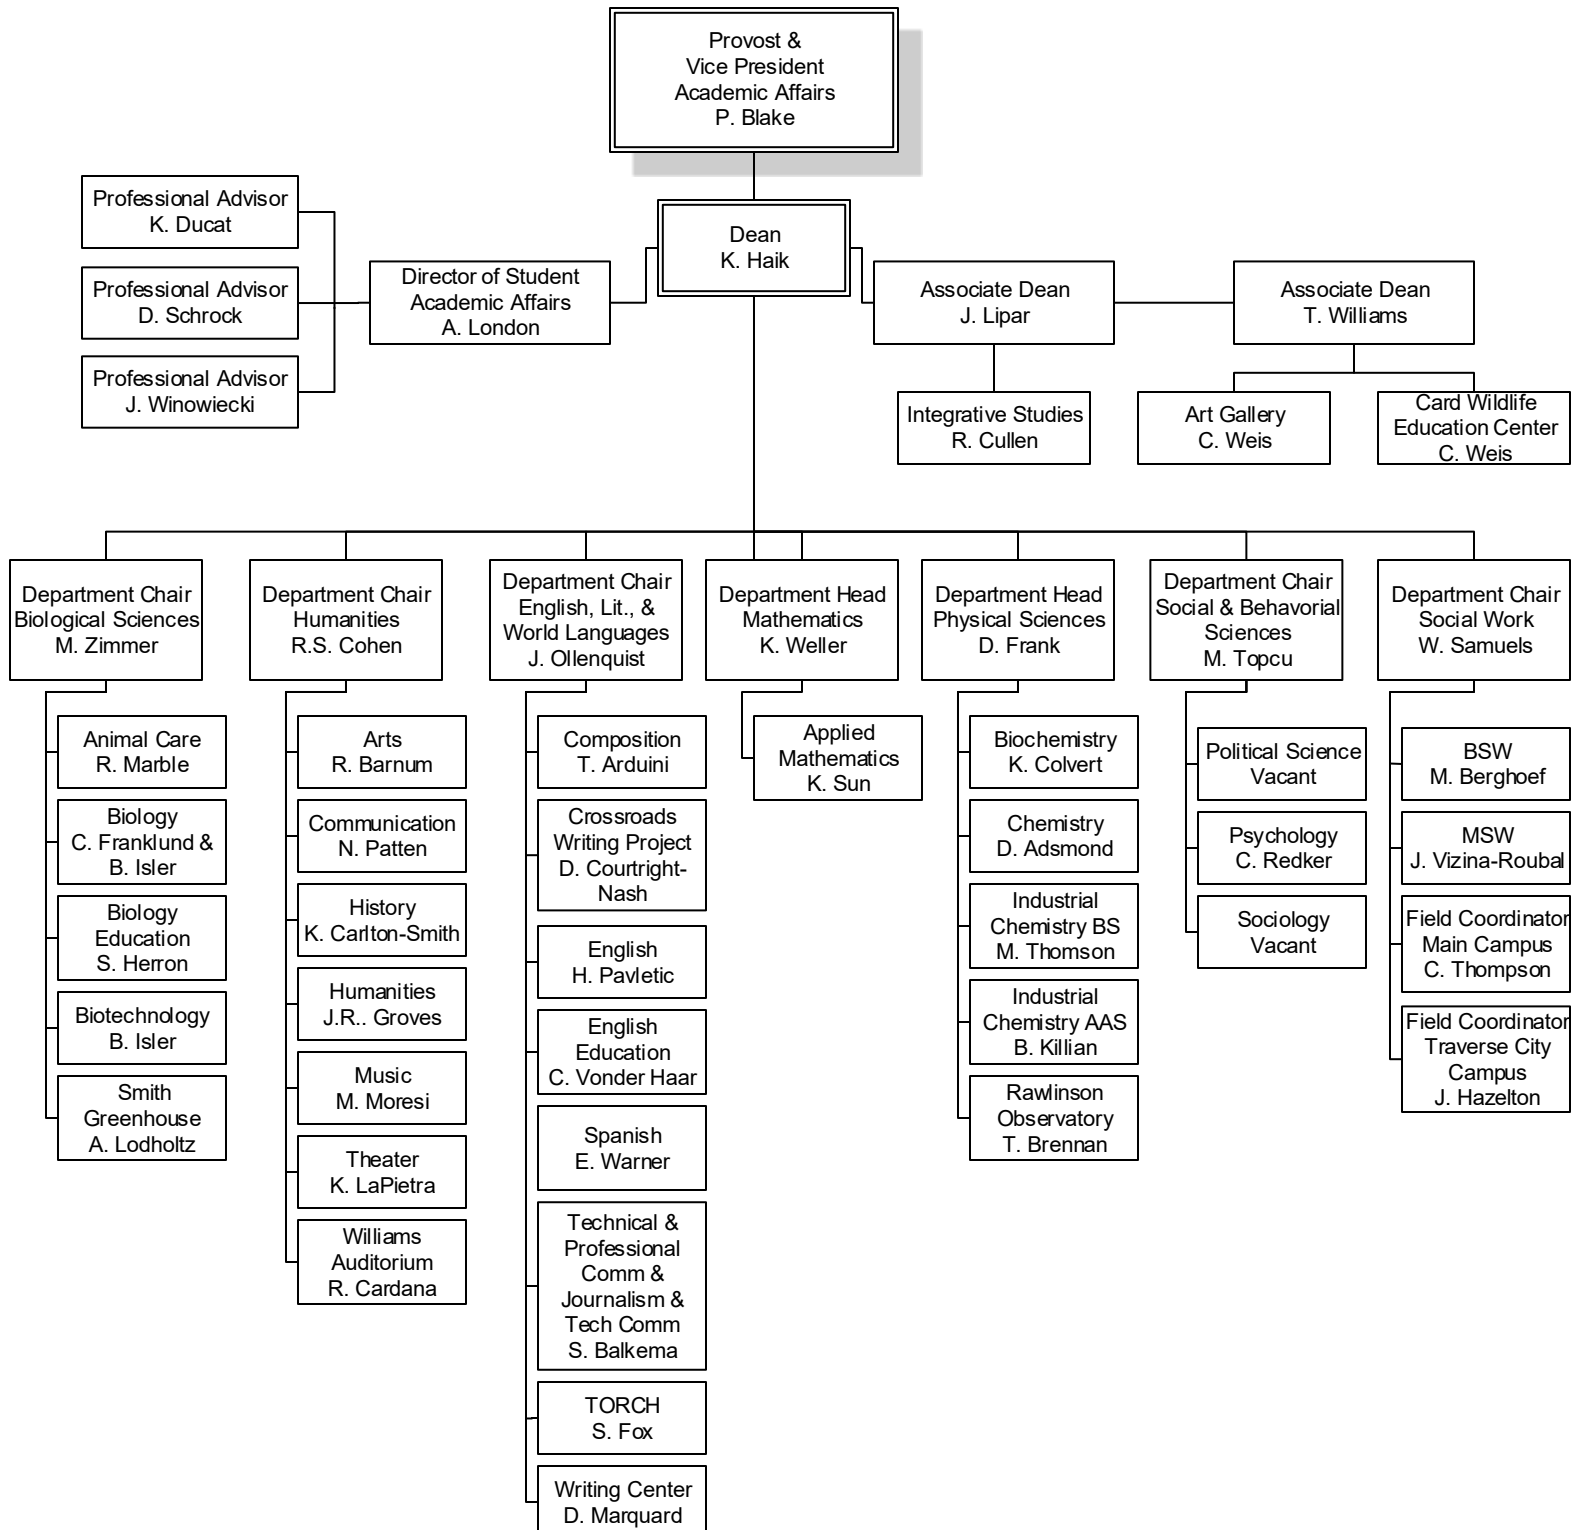 Provost &
Vice President
Academic Affairs
P. Blake
Dean
K. Haik
Professional Advisor
K. Ducat
Professional Advisor
D. Schrock
Professional Advisor
J. Winowiecki
Director of Student
Academic Affairs
A. London
Associate Dean
J. Lipar
Associate Dean
T. Williams
Integrative Studies
R. Cullen
Art Gallery
C. Weis
Card Wildlife
Education Center
C. Weis
Department Chair
Biological Sciences
M. Zimmer
Department Chair
Humanities
R.S. Cohen
Department Chair
English, Lit., &
World Languages
J. Ollenquist
Department Head
Mathematics
K. Weller
Department Head
Physical Sciences
D. Frank
Department Chair
Social & Behavorial
Sciences
M. Topcu
Department Chair
Social Work
W. Samuels
Animal Care
R. Marble
Biology
C. Franklund &
B. Isler
Biology
Education
S. Herron
Biotechnology
B. Isler
Smith
Greenhouse
A. Lodholtz
Arts
R. Barnum
Communication
N. Patten
History
K. Carlton-Smith
Humanities
J.R.. Groves
Music
M. Moresi
Theater
K. LaPietra
Williams
Auditorium
R. Cardana
Composition
T. Arduini
Crossroads
Writing Project
D. Courtright-
Nash
English
H. Pavletic
English
Education
C. Vonder Haar
Spanish
E. Warner
Technical &
Professional
Comm &
Journalism &
Tech Comm
S. Balkema
TORCH
S. Fox
Writing Center
D. Marquard
Applied
Mathematics
K. Sun
Biochemistry
K. Colvert
Chemistry
D. Adsmond
Industrial
Chemistry BS
M. Thomson
Industrial
Chemistry AAS
B. Killian
Rawlinson
Observatory
T. Brennan
Political Science
Vacant
Psychology
C. Redker
Sociology
Vacant
BSW
M. Berghoef
MSW
J. Vizina-Roubal
Field Coordinator
Main Campus
C. Thompson
Field Coordinator
Traverse City
Campus
J. Hazelton